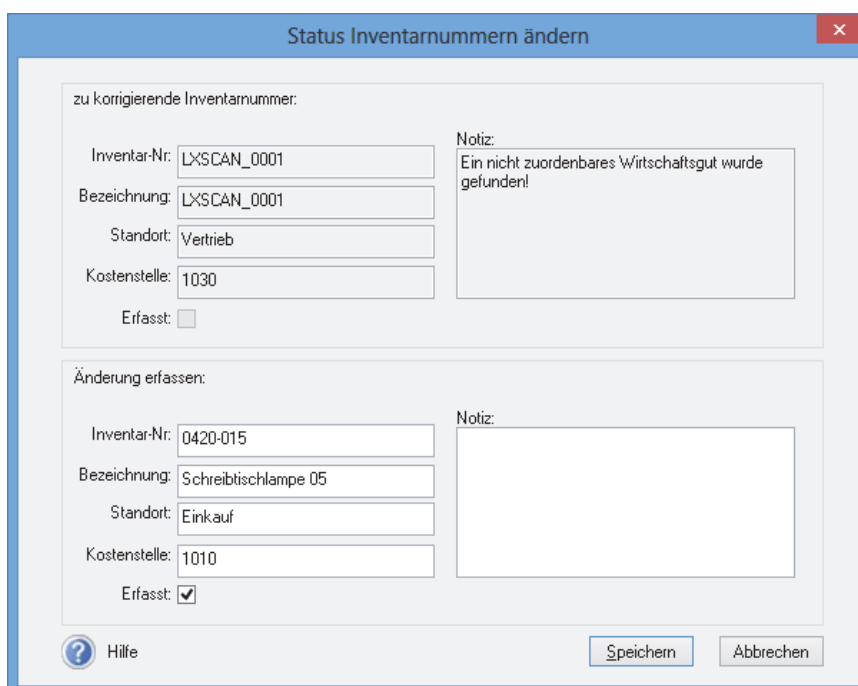 Status Inventarnummern ändern
zu korrigierende Inventarnummer:
Inventar-Nr: LXSCAN_0001
Bezeichnung: LXSCAN_0001
Standort: Vertrieb
Kostenstelle: 1030
Erfasst:
Notiz:
Ein nicht zuordenbares Wirtschaftsgut wurde
gefunden!
Änderung erfassen:
Inventar-Nr: 0420-015
Bezeichnung: Schreibtischlampe 05
Standort: Einkauf
Kostenstelle: 1010
Erfasst:
Notiz:
Hilfe
Speichern
Abbrechen